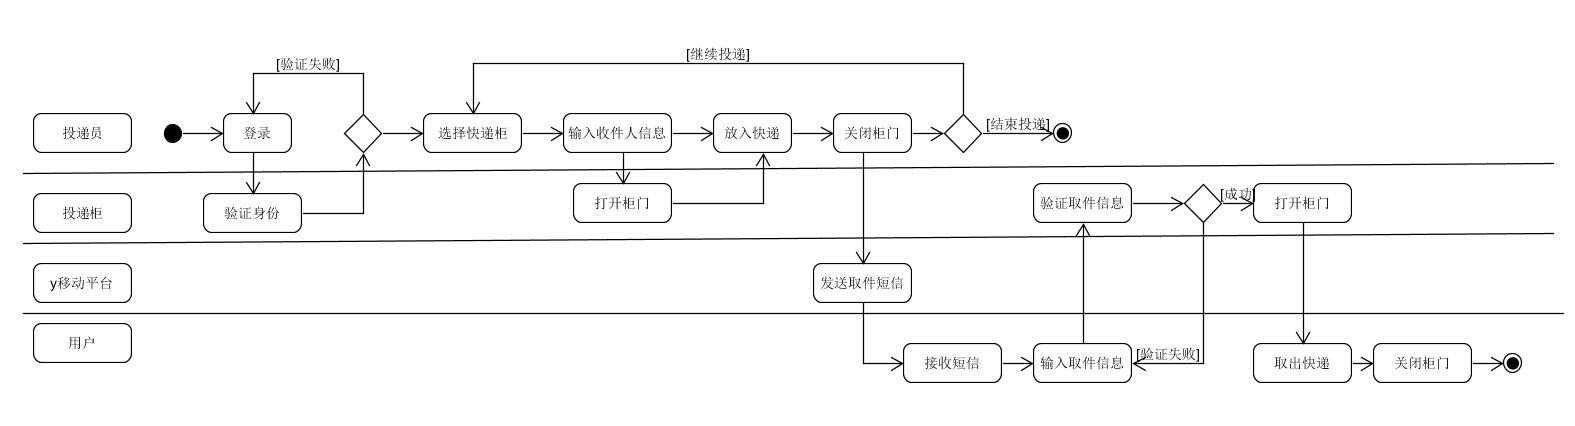 [继续投递]
[验证失败]
投递员
登录
选择快递柜
输入收件人信息
放入快递
关闭柜门
[结束投递]
投递柜
验证身份
打开柜门
验证取件信息
[成功]
打开柜门
y移动平台
发送取件短信
用户
接收短信
输入取件信息
[验证失败]
取出快递
关闭柜门